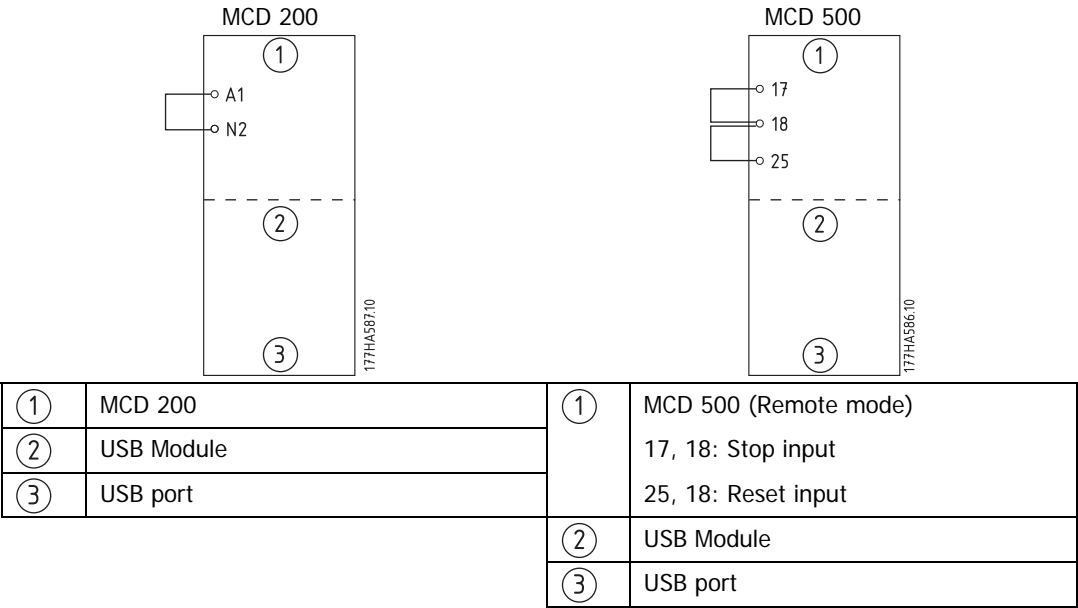 MCD 200
1
A1
N2
2
3
177HA587.10
MCD 500
1
17
18
25
2
3
177HA586.10
1 MCD 200
2 USB Module
3 USB port
1 MCD 500 (Remote mode)
17, 18: Stop input
25, 18: Reset input
2 USB Module
3 USB port